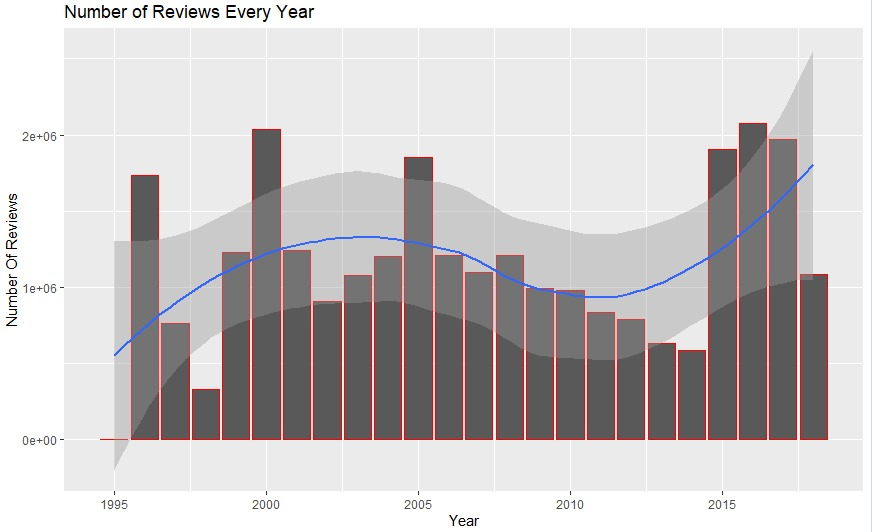 Number of Reviews Every Year
Number Of Reviews
2e+06
1e+06
0e+00
1995 2000 2005 2010 2015
Year